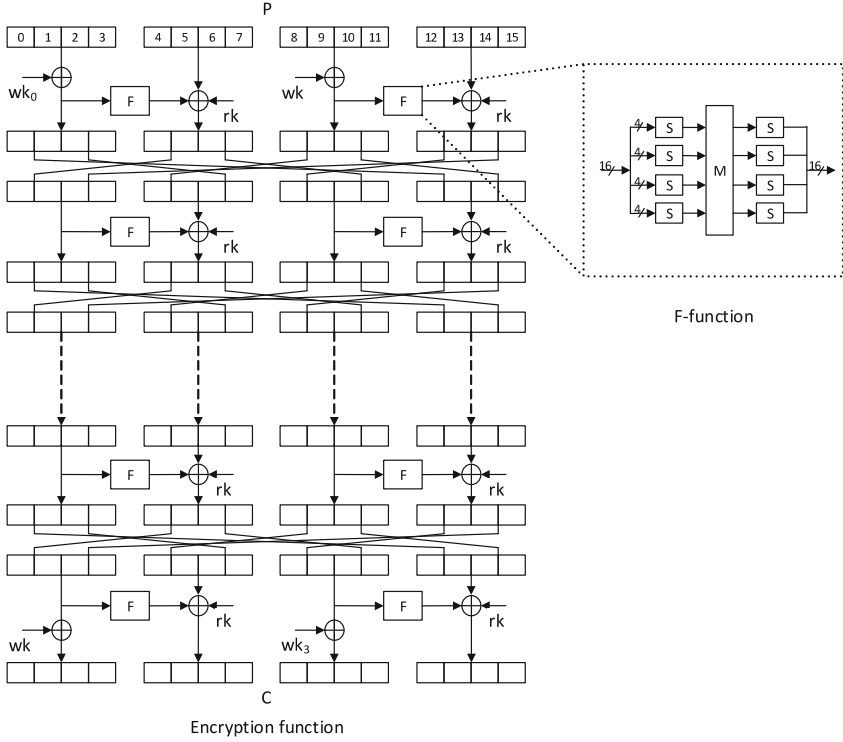 P
0 1 2 3 4 5 6 7 8 9 10 11 12 13 14 15
wk0 wk
F F
rk rk
F F
rk rk
F F
rk rk
F F
rk rk
wk wk3
C
Encryption function
4 S S
4 S S
16 M 16
4 S S
4 S S
F-function